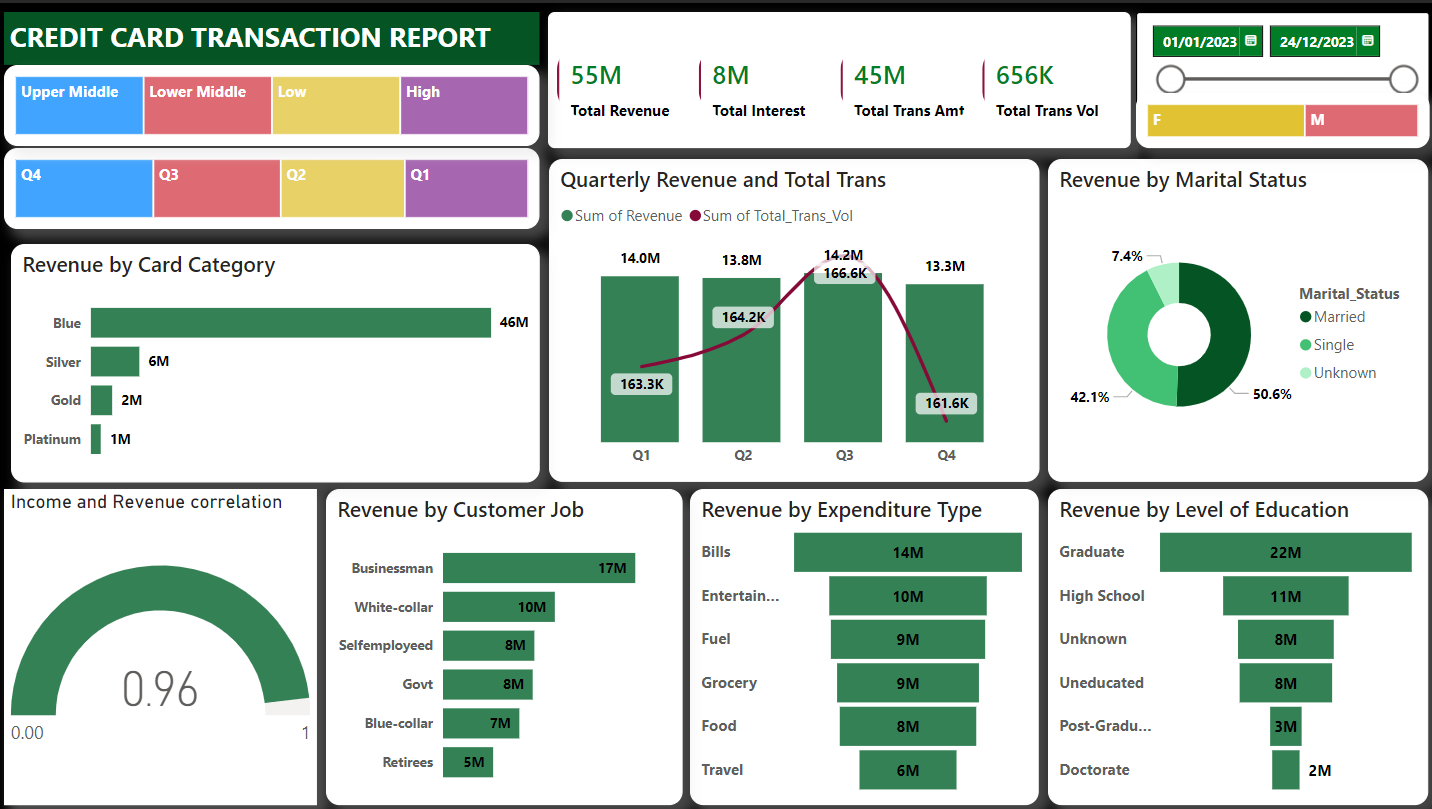 CREDIT CARD TRANSACTION REPORT
Upper Middle
Lower Middle
Low
High
Q4
Q3
Q2
Q1
55M
Total Revenue
8M
Total Interest
45M
Total Trans Amt
656K
Total Trans Vol
01/01/2023
24/12/2023
F
M
Revenue by Card Category
Blue
46M
Silver
6M
Gold
2M
Platinum
1M
Quarterly Revenue and Total Trans
Sum of Revenue
Sum of Total_Trans_Vol
14.0M
13.8M
14.2M
13.3M
163.3K
164.2K
166.6K
161.6K
Q1
Q2
Q3
Q4
Revenue by Marital Status
7.4%
42.1%
50.6%
Marital_Status
Married
Single
Unknown
Income and Revenue correlation
0.96
0.00
1
Revenue by Customer Job
Businessman
17M
White-collar
10M
Selfemployeed
8M
Govt
8M
Blue-collar
7M
Retirees
5M
Revenue by Expenditure Type
Bills
14M
Entertain...
10M
Fuel
9M
Grocery
9M
Food
8M
Travel
6M
Revenue by Level of Education
Graduate
22M
High School
11M
Unknown
8M
Uneducated
8M
Post-Gradu...
3M
Doctorate
2M